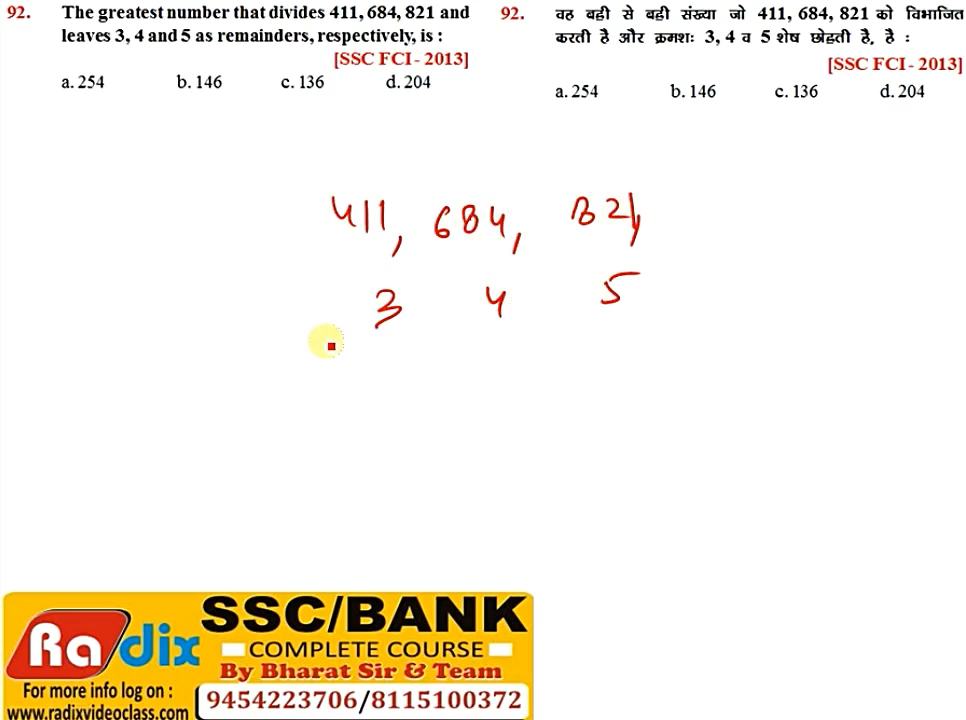 92. The greatest number that divides 411, 684, 821 and
leaves 3, 4 and 5 as remainders, respectively, is :
[SSC FCI - 2013]
a. 254 b. 146 c. 136 d. 204
92. वह बड़ी से बड़ी संख्या जो 411, 684, 821 को विभाजित
करती है और क्रमशः 3, 4 व 5 शेष छोड़ती है, है :
[SSC FCI - 2013]
a. 254 b. 146 c. 136 d. 204
411, 684, 821,
3 4 5
Radix
SSC/BANK
COMPLETE COURSE
By Bharat Sir & Team
For more info log on :
www.radixvideoclass.com
9454223706/8115100372